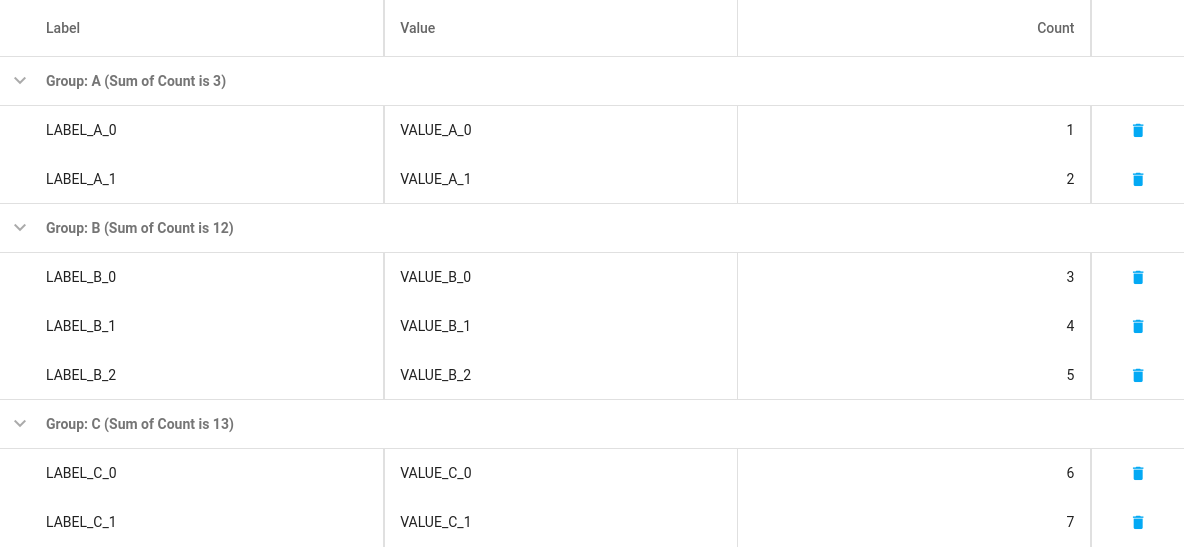 Label Value Count
Group: A (Sum of Count is 3)
LABEL_A_0 VALUE_A_0 1
LABEL_A_1 VALUE_A_1 2
Group: B (Sum of Count is 12)
LABEL_B_0 VALUE_B_0 3
LABEL_B_1 VALUE_B_1 4
LABEL_B_2 VALUE_B_2 5
Group: C (Sum of Count is 13)
LABEL_C_0 VALUE_C_0 6
LABEL_C_1 VALUE_C_1 7